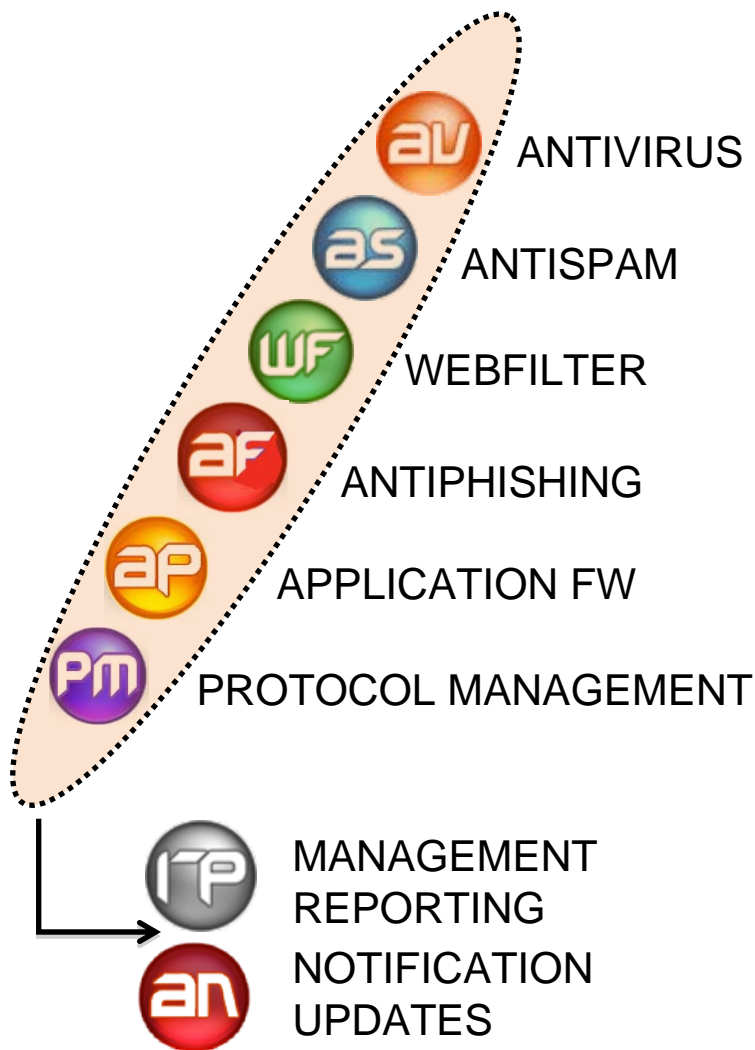 av ANTIVIRUS
as ANTISPAM
WF WEBFILTER
aF ANTIPHISHING
aP APPLICATION FW
Pm PROTOCOL MANAGEMENT
rP MANAGEMENT
REPORTING
an NOTIFICATION
UPDATES